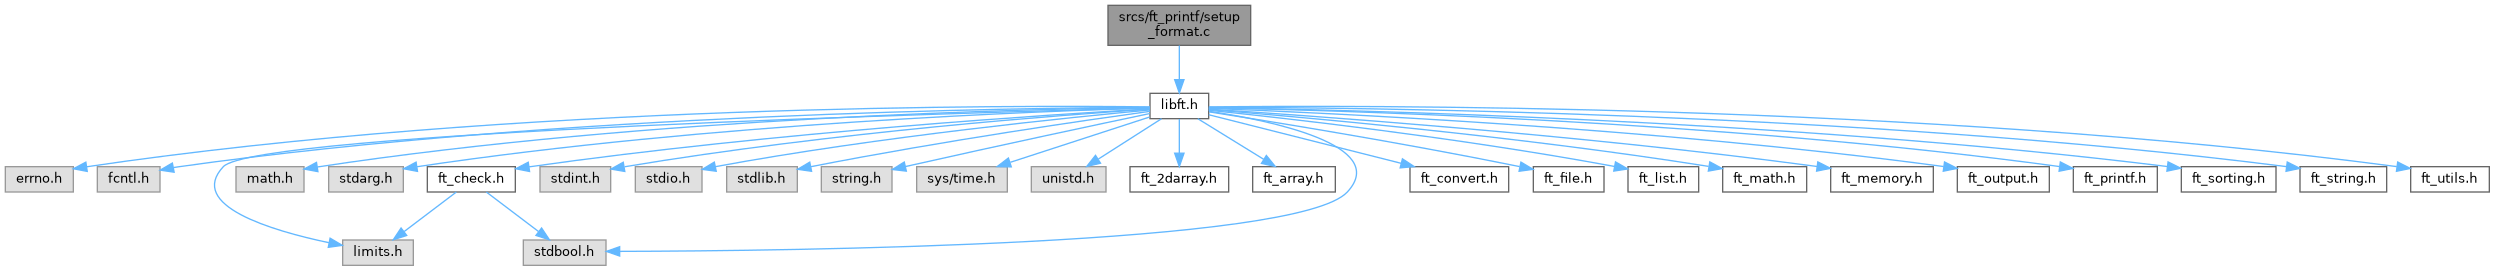 srcs/ft_printf/setup
_format.c
libft.h
errno.h
fcntl.h
math.h
stdarg.h
ft_check.h
stdint.h
stdio.h
stdlib.h
string.h
sys/time.h
unistd.h
ft_2darray.h
ft_array.h
ft_convert.h
ft_file.h
ft_list.h
ft_math.h
ft_memory.h
ft_output.h
ft_printf.h
ft_sorting.h
ft_string.h
ft_utils.h
limits.h
stdbool.h